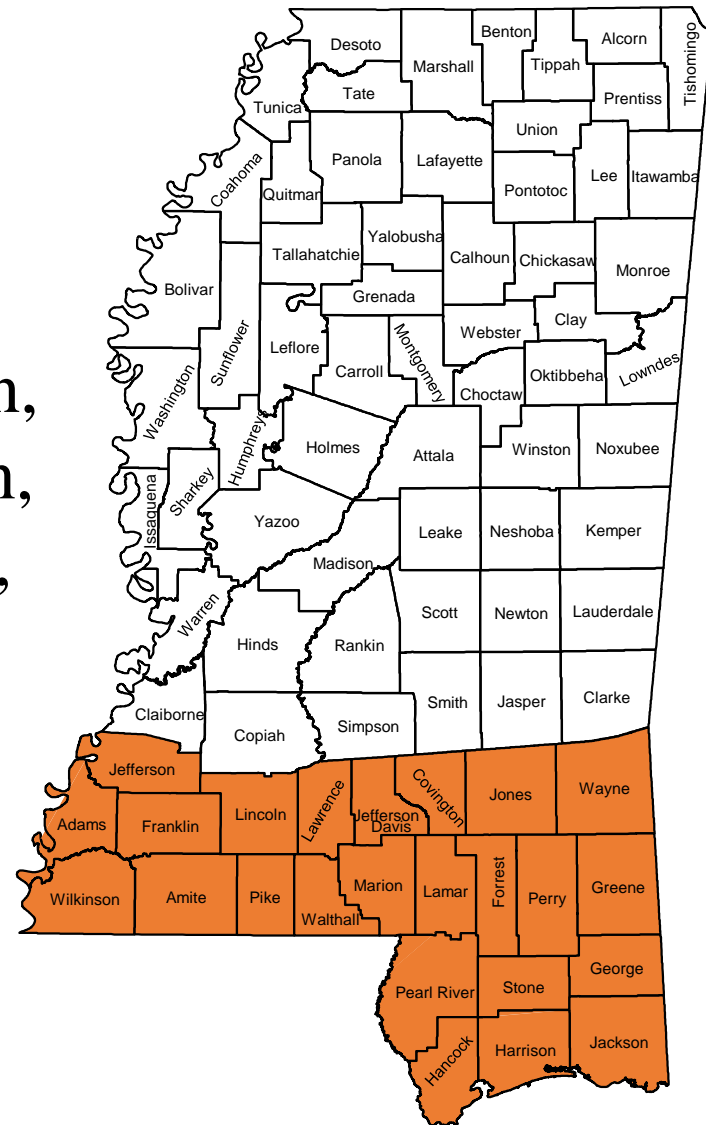 Desoto
Benton
Alcorn
Tishomingo
Marshall
Tippah
Tate
Prentiss
Tunica
Union
Coahoma
Panola
Lafayette
Lee
Itawamba
Quitman
Pontotoc
Yalobusha
Tallahatchie
Calhoun
Chickasaw
Monroe
Bolivar
Grenada
Clay
Webster
Sunflower
Leflore
Montgomery
Carroll
Oktibbeha
Lowndes
Washington
Choctaw
n,
Humphreys
Holmes
Attala
Winston
Noxubee
n,
Sharkey
Issaquena
Yazoo
Leake
Neshoba
Kemper
,
Madison
Warren
Scott
Newton
Lauderdale
Hinds
Rankin
Smith
Jasper
Clarke
Claiborne
Copiah
Simpson
Jefferson
Covington
Wayne
Jones
Lawrence
Lincoln
Jefferson
Davis
Adams
Franklin
Forrest
Marion
Lamar
Greene
Wilkinson
Amite
Pike
Perry
Walthall
George
Pearl River
Stone
Hancock
Harrison
Jackson